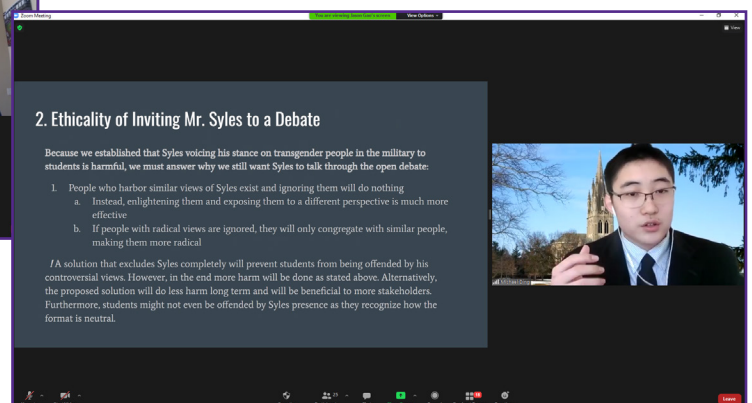 Zoom Meeting
You are viewing Jason Gao's screen
View Options
View
2. Ethicality of Inviting Mr. Syles to a Debate
Because we established that Syles voicing his stance on transgender people in the military to
students is harmful, we must answer why we still want Syles to talk through the open debate:
1. People who harbor similar views of Syles exist and ignoring them will do nothing
a. Instead, enlightening them and exposing them to a different perspective is much more
effective
b. If people with radical views are ignored, they will only congregate with similar people,
making them more radical
/A solution that excludes Syles completely will prevent students from being offended by his
controversial views. However, in the end more harm will be done as stated above. Alternatively,
the proposed solution will do less harm long term and will be beneficial to more stakeholders.
Furthermore, students might not even be offended by Syles presence as they recognize how the
format is neutral.
Michael
Leave